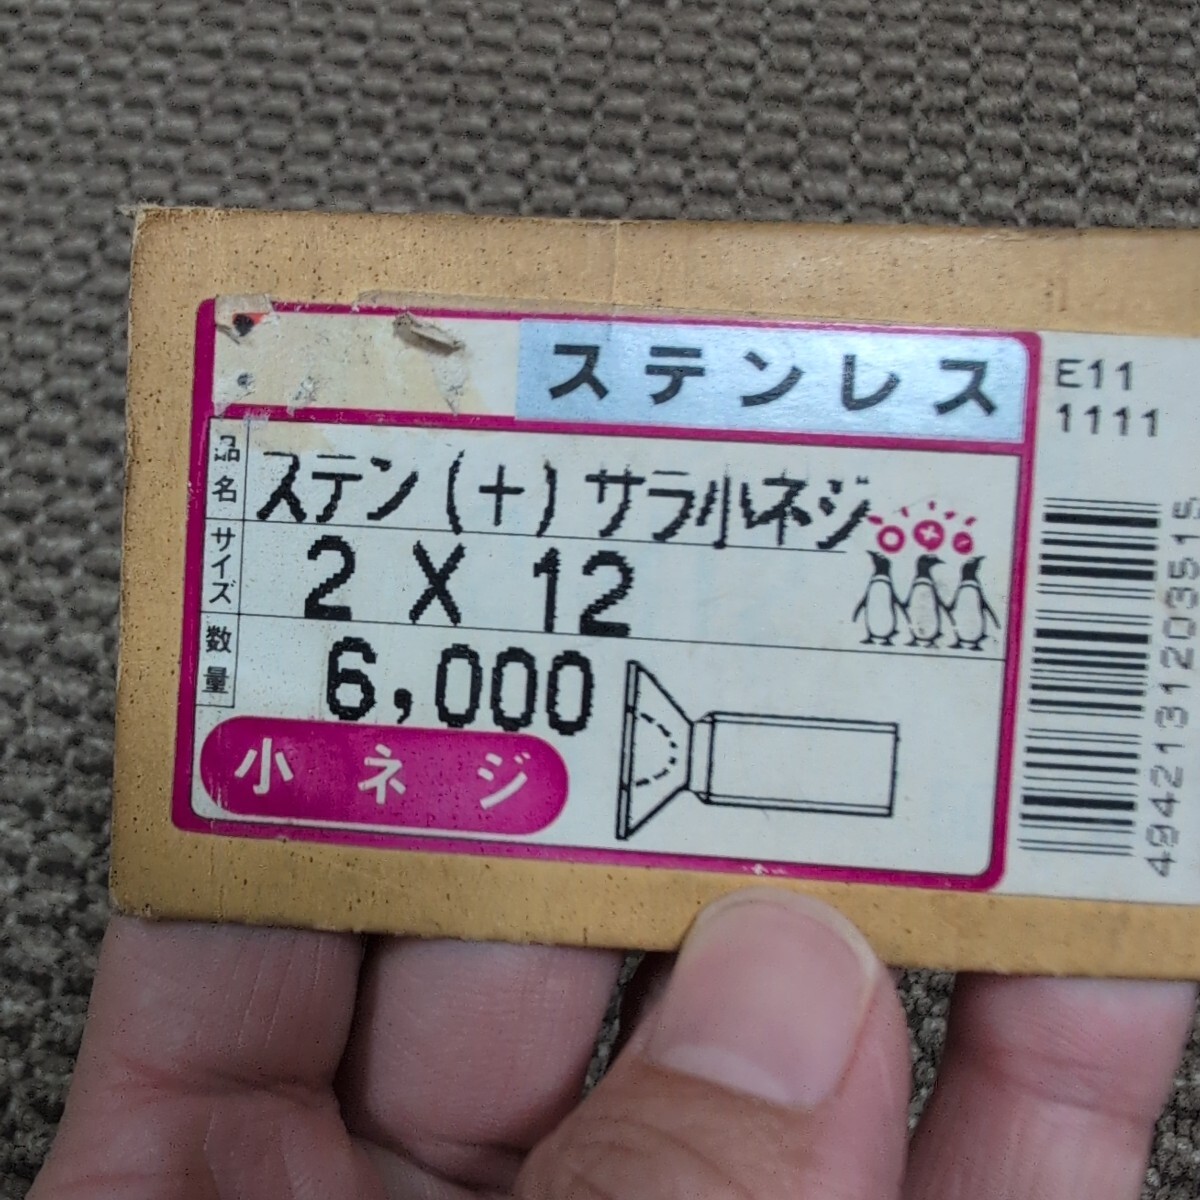 ステンレス
E11
1111
品名 ステン(+)サラ小ネジ
サイズ 2 X 12
数量 6,000
小ネジ
4942131203515